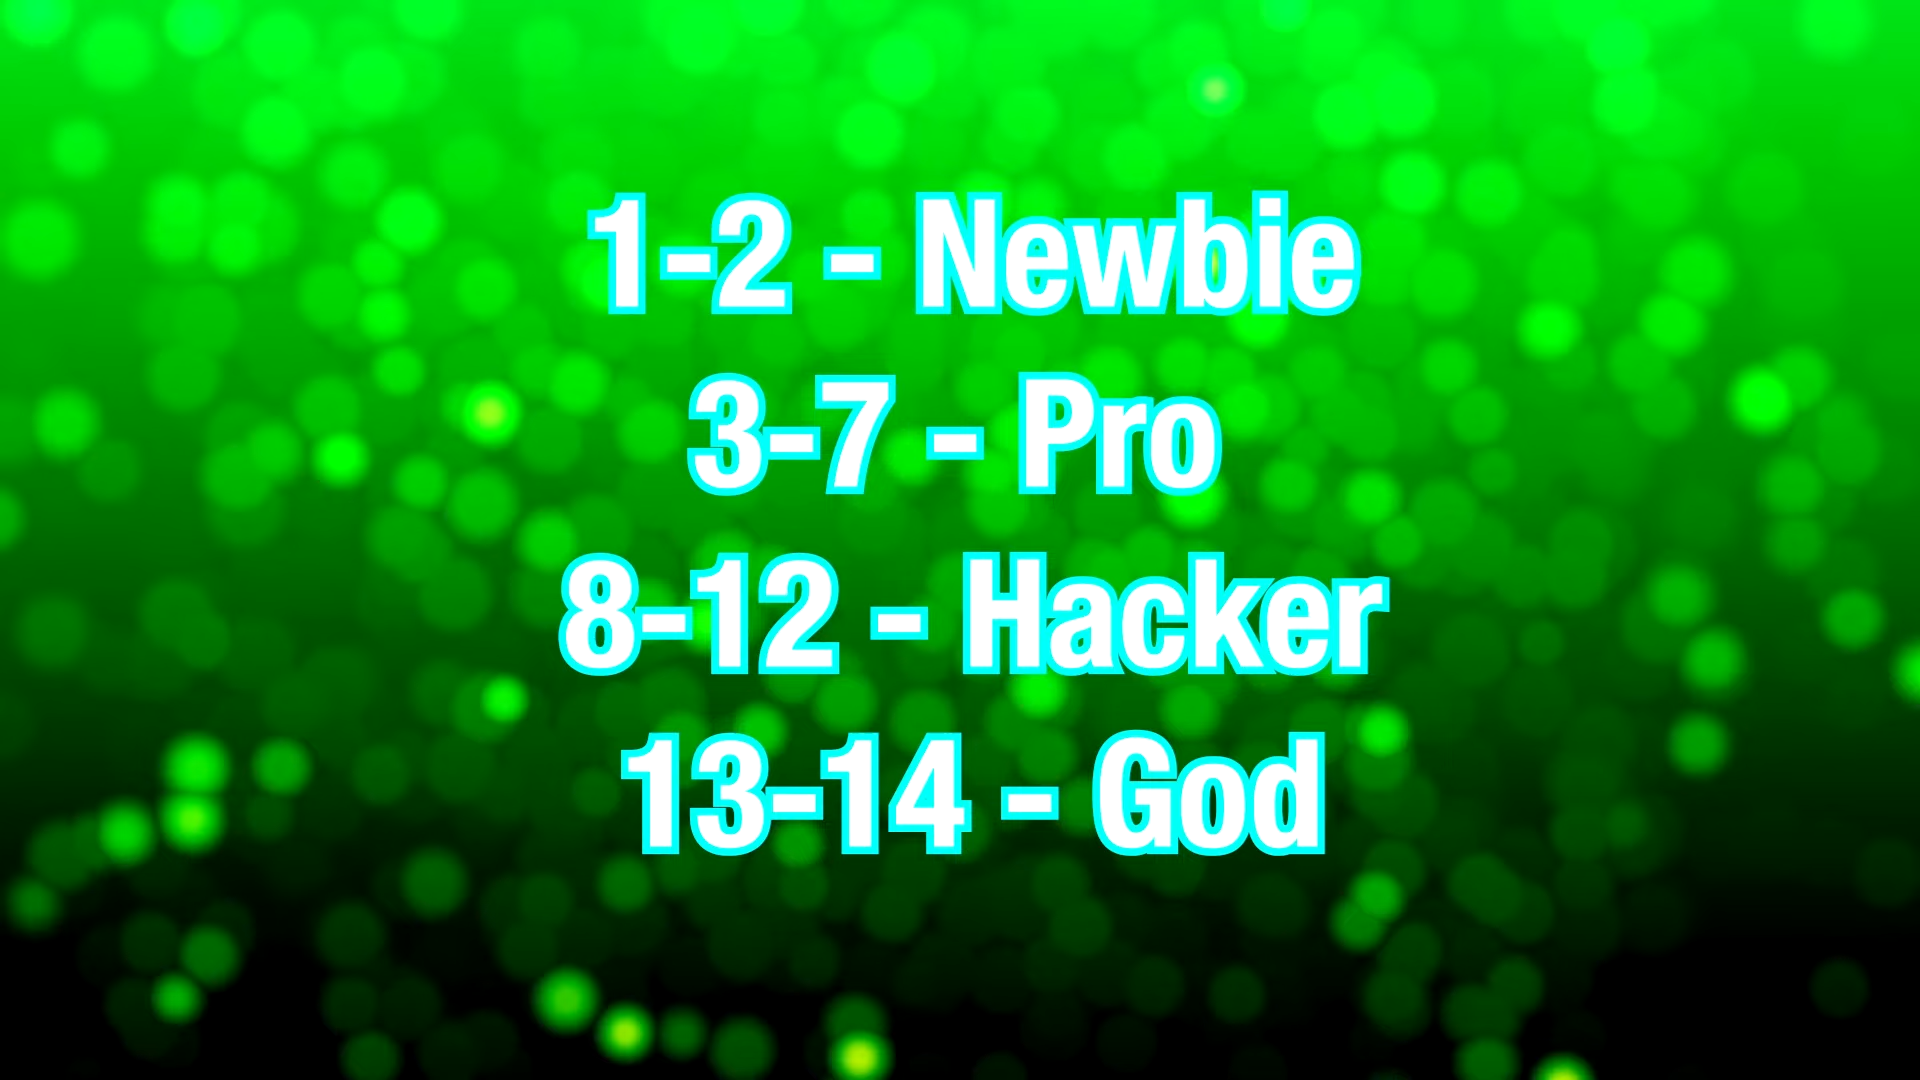 1-2 - Newbie
3-7 - Pro
8-12 - Hacker
13-14 - God